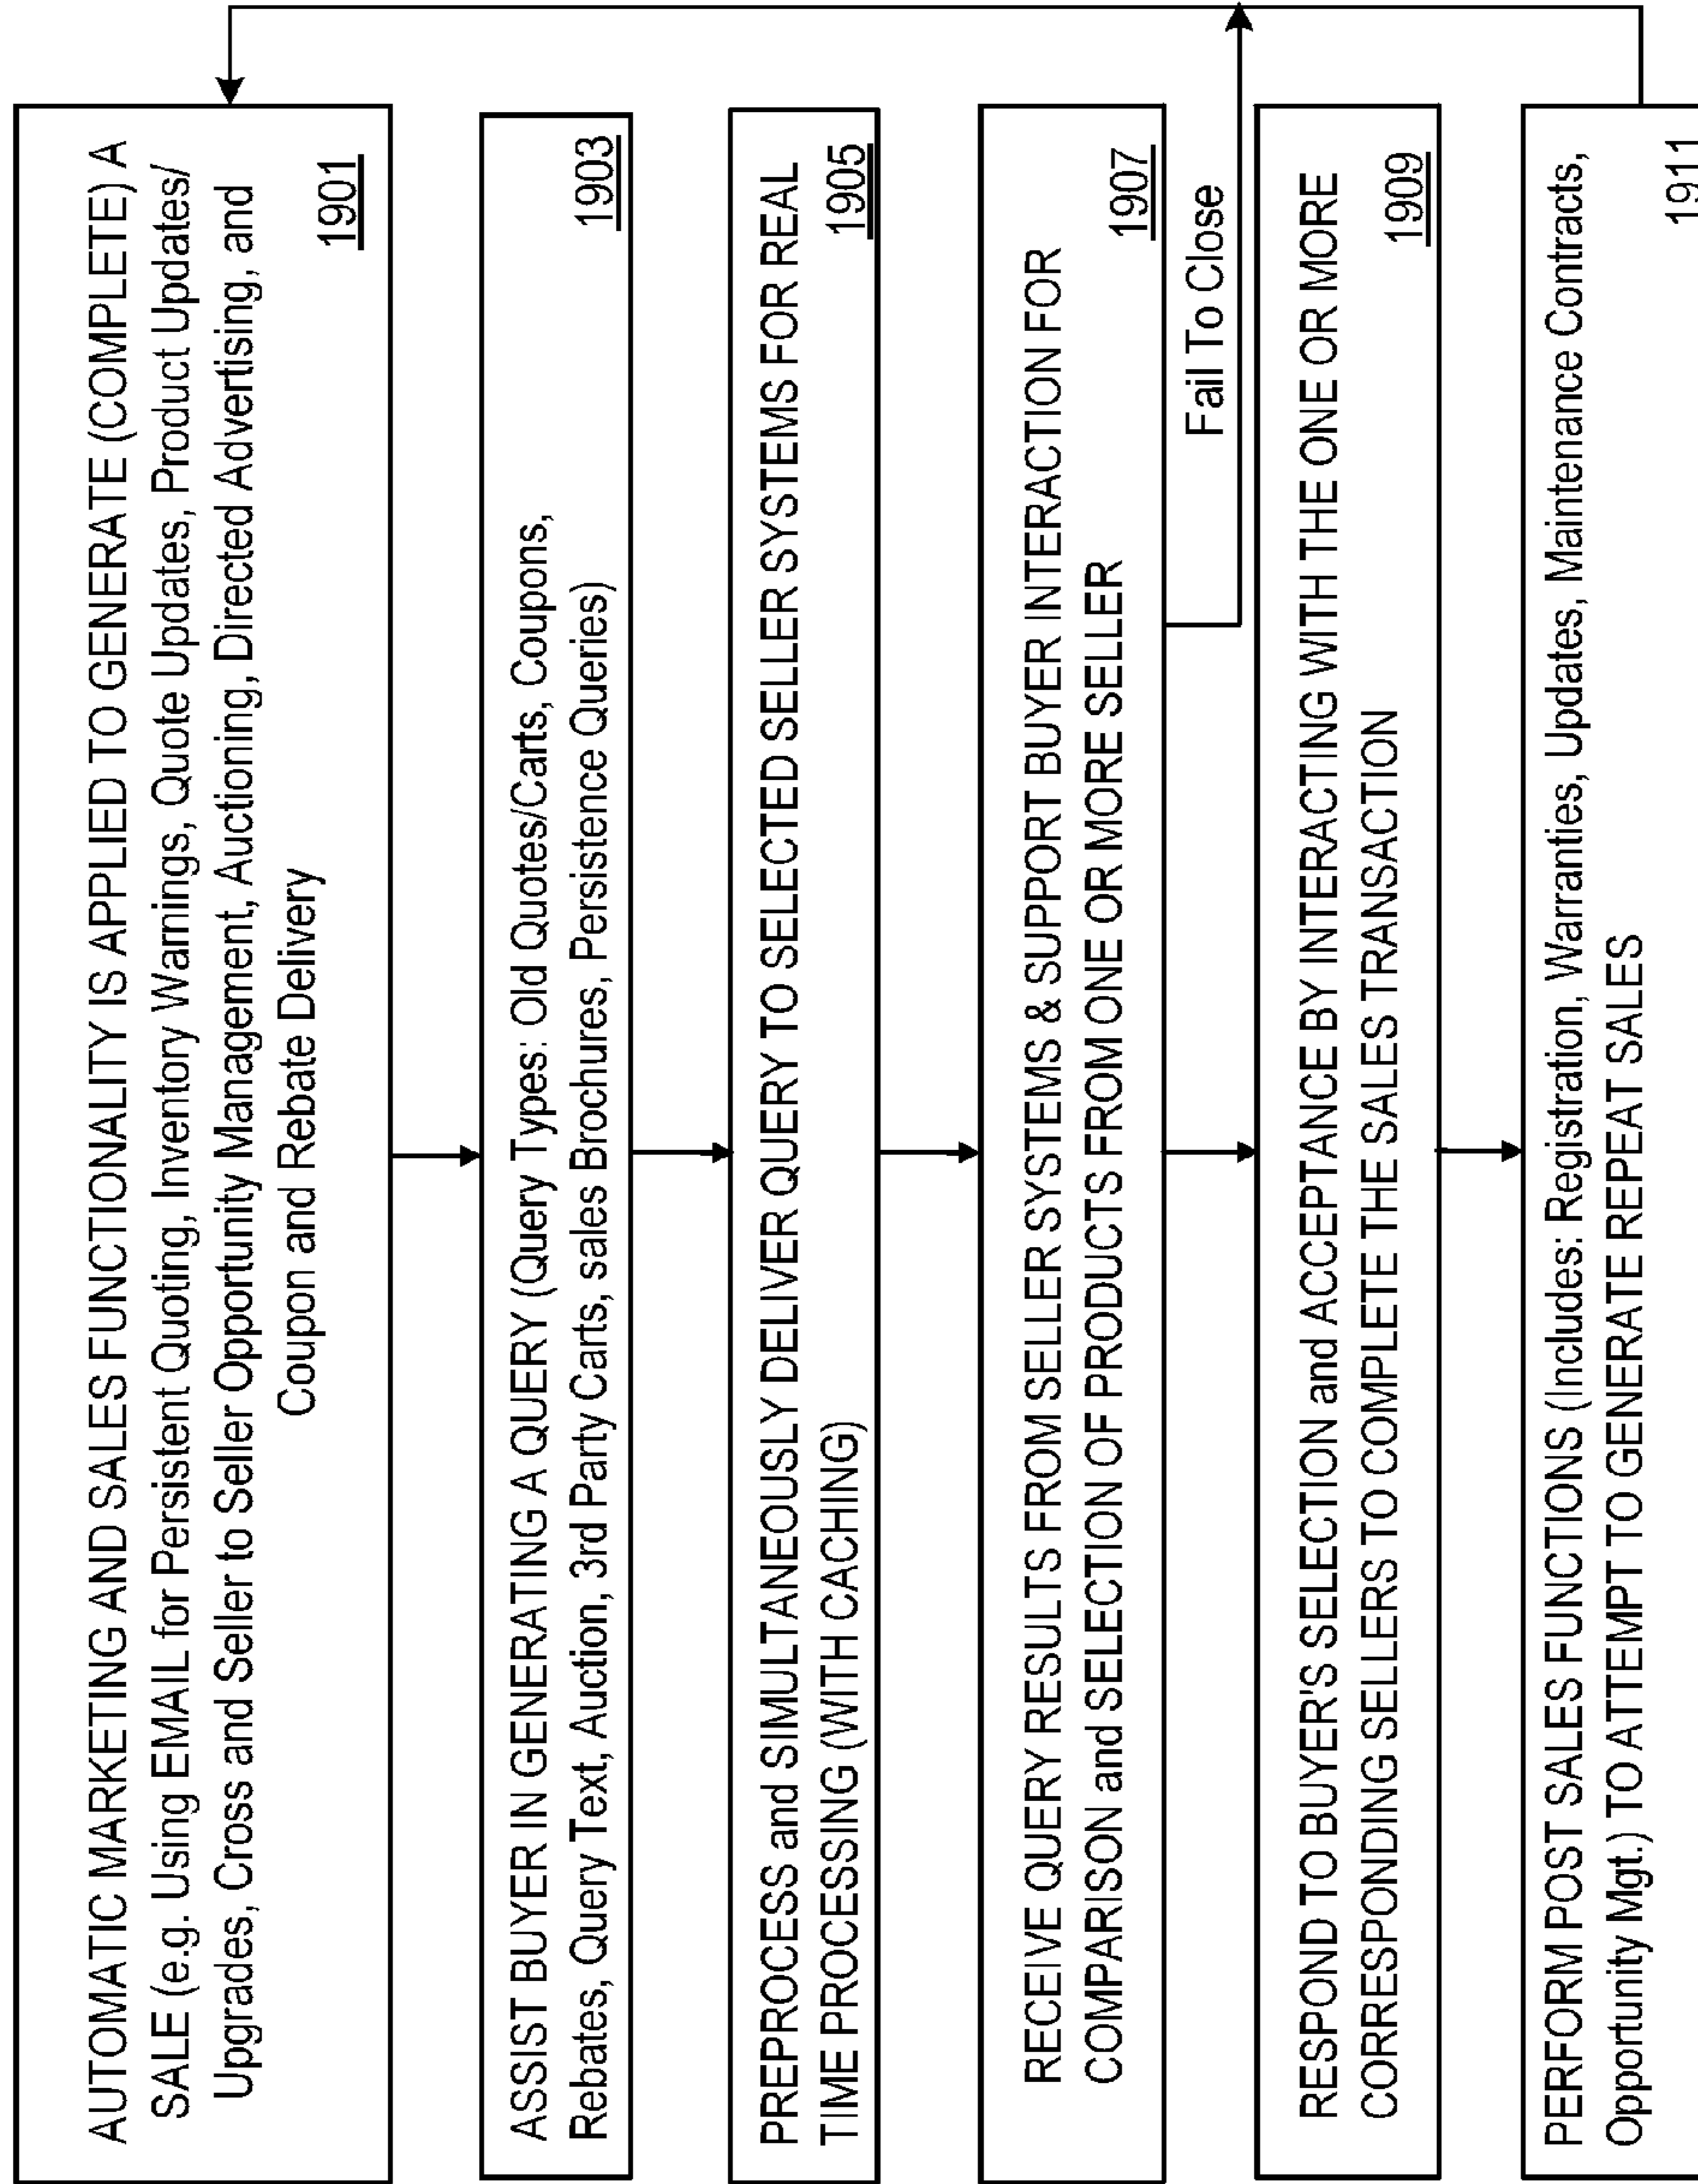 AUTOMATIC MARKETING AND SALES FUNCTIONALITY IS APPLIED TO GENERATE (COMPLETE) A
SALE (e.g. Using EMAIL for Persistent Quoting, Inventory Warnings, Quote Updates, Product Updates/
Upgrades, Cross and Seller to Seller Opportunity Management, Auctioning, Directed Advertising, and
Coupon and Rebate Delivery
1901
ASSIST BUYER IN GENERATING A QUERY (Query Types: Old Quotes/Carts, Coupons,
Rebates, Query Text, Auction, 3rd Party Carts, sales Brochures, Persistence Queries)
1903
PREPROCESS and SIMULTANEOUSLY DELIVER QUERY TO SELECTED SELLER SYSTEMS FOR REAL
TIME PROCESSING (WITH CACHING)
1905
RECEIVE QUERY RESULTS FROM SELLER SYSTEMS & SUPPORT BUYER INTERACTION FOR
COMPARISON and SELECTION OF PRODUCTS FROM ONE OR MORE SELLER
1907
Fail To Close
RESPOND TO BUYER'S SELECTION and ACCEPTANCE BY INTERACTING WITH THE ONE OR MORE
CORRESPONDING SELLERS TO COMPLETE THE SALES TRANSACTION
1909
PERFORM POST SALES FUNCTIONS (Includes: Registration, Warranties, Updates, Maintenance Contracts,
Opportunity Mgt.) TO ATTEMPT TO GENERATE REPEAT SALES
1911